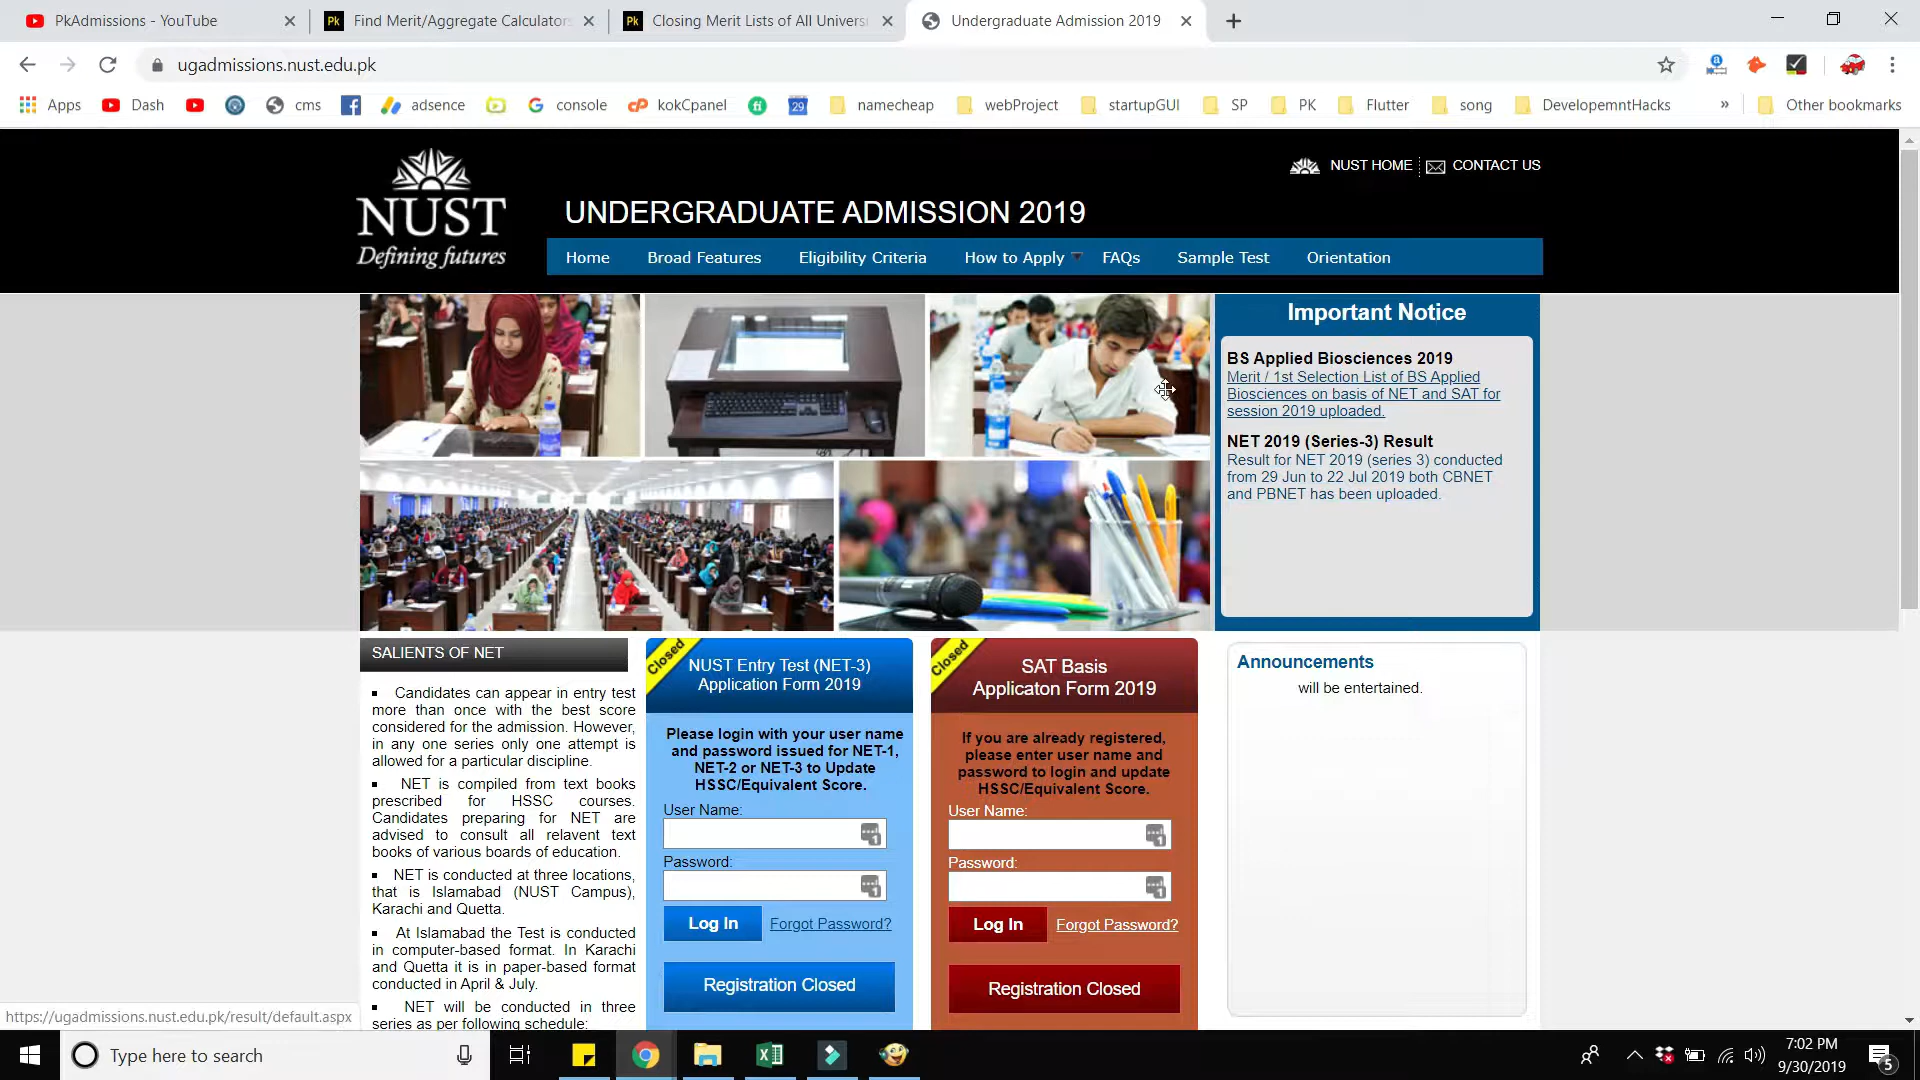 PkAdmissions - YouTube
Pk Find Merit/Aggregate Calculators
Pk Closing Merit Lists of All Univers
Undergraduate Admission 2019
ugadmissions.nust.edu.pk
Apps
Dash
cms
adsence
console
cP kokCpanel
fi
29
namecheap
webProject
startupGUI
SP
PK
Flutter
song
DevelopemntHacks
»
Other bookmarks
NUST
Defining futures
NUST HOME
CONTACT US
UNDERGRADUATE ADMISSION 2019
Home
Broad Features
Eligibility Criteria
How to Apply
FAQs
Sample Test
Orientation
Important Notice
BS Applied Biosciences 2019
Merit / 1st Selection List of BS Applied
Biosciences on basis of NET and SAT for
session 2019 uploaded.
NET 2019 (Series-3) Result
Result for NET 2019 (series 3) conducted
from 29 Jun to 22 Jul 2019 both CBNET
and PBNET has been uploaded.
SALIENTS OF NET
Candidates can appear in entry test
more than once with the best score
considered for the admission. However,
in any one series only one attempt is
allowed for a particular discipline.
NET is compiled from text books
prescribed for HSSC courses.
Candidates preparing for NET are
advised to consult all relavent text
books of various boards of education.
NET is conducted at three locations,
that is Islamabad (NUST Campus),
Karachi and Quetta.
At Islamabad the Test is conducted
in computer-based format. In Karachi
and Quetta it is in paper-based format
conducted in April & July.
NET will be conducted in three
series as per following schedule:
Closed
NUST Entry Test (NET-3)
Application Form 2019
Please login with your user name
and password issued for NET-1,
NET-2 or NET-3 to Update
HSSC/Equivalent Score.
User Name:
1
Password:
1
Log In
Forgot Password?
Registration Closed
Closed
SAT Basis
Applicaton Form 2019
If you are already registered,
please enter user name and
password to login and update
HSSC/Equivalent Score.
User Name:
1
Password:
1
Log In
Forgot Password?
Registration Closed
Announcements
will be entertained.
https://ugadmissions.nust.edu.pk/result/default.aspx
Type here to search
7:02 PM
9/30/2019
5